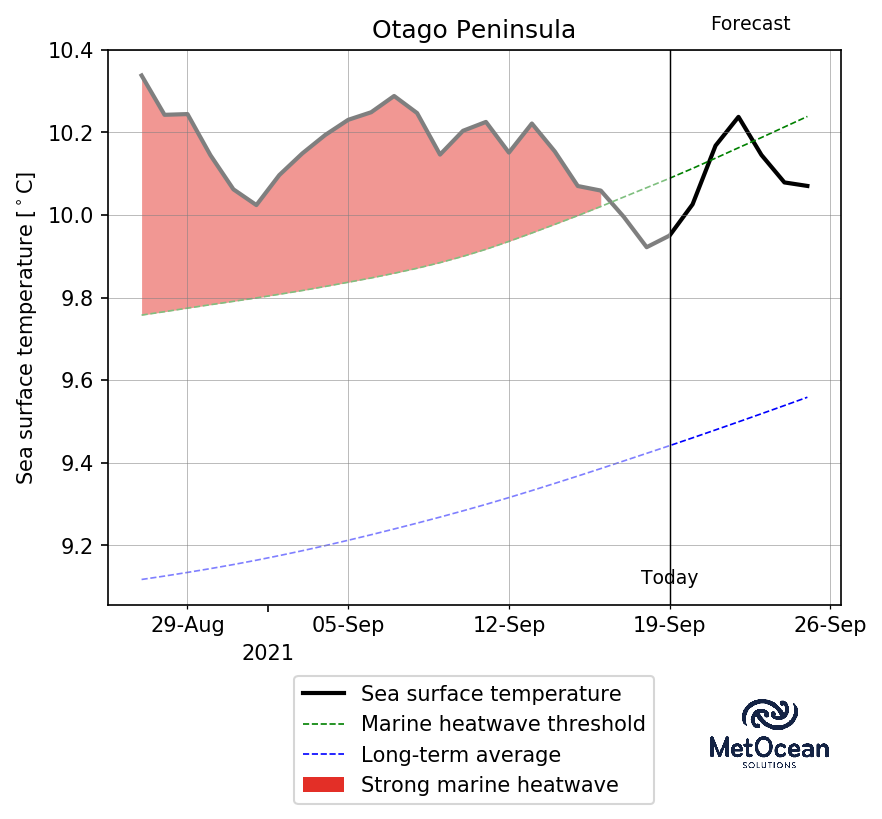 Forecast
Otago Peninsula
10.4
10.2
10.0
9.8
9.6
9.4
9.2
Sea surface temperature [°C]
Today
29-Aug 05-Sep 12-Sep 19-Sep 26-Sep
2021
Sea surface temperature
Marine heatwave threshold
Long-term average
Strong marine heatwave
MetOcean
SOLUTIONS